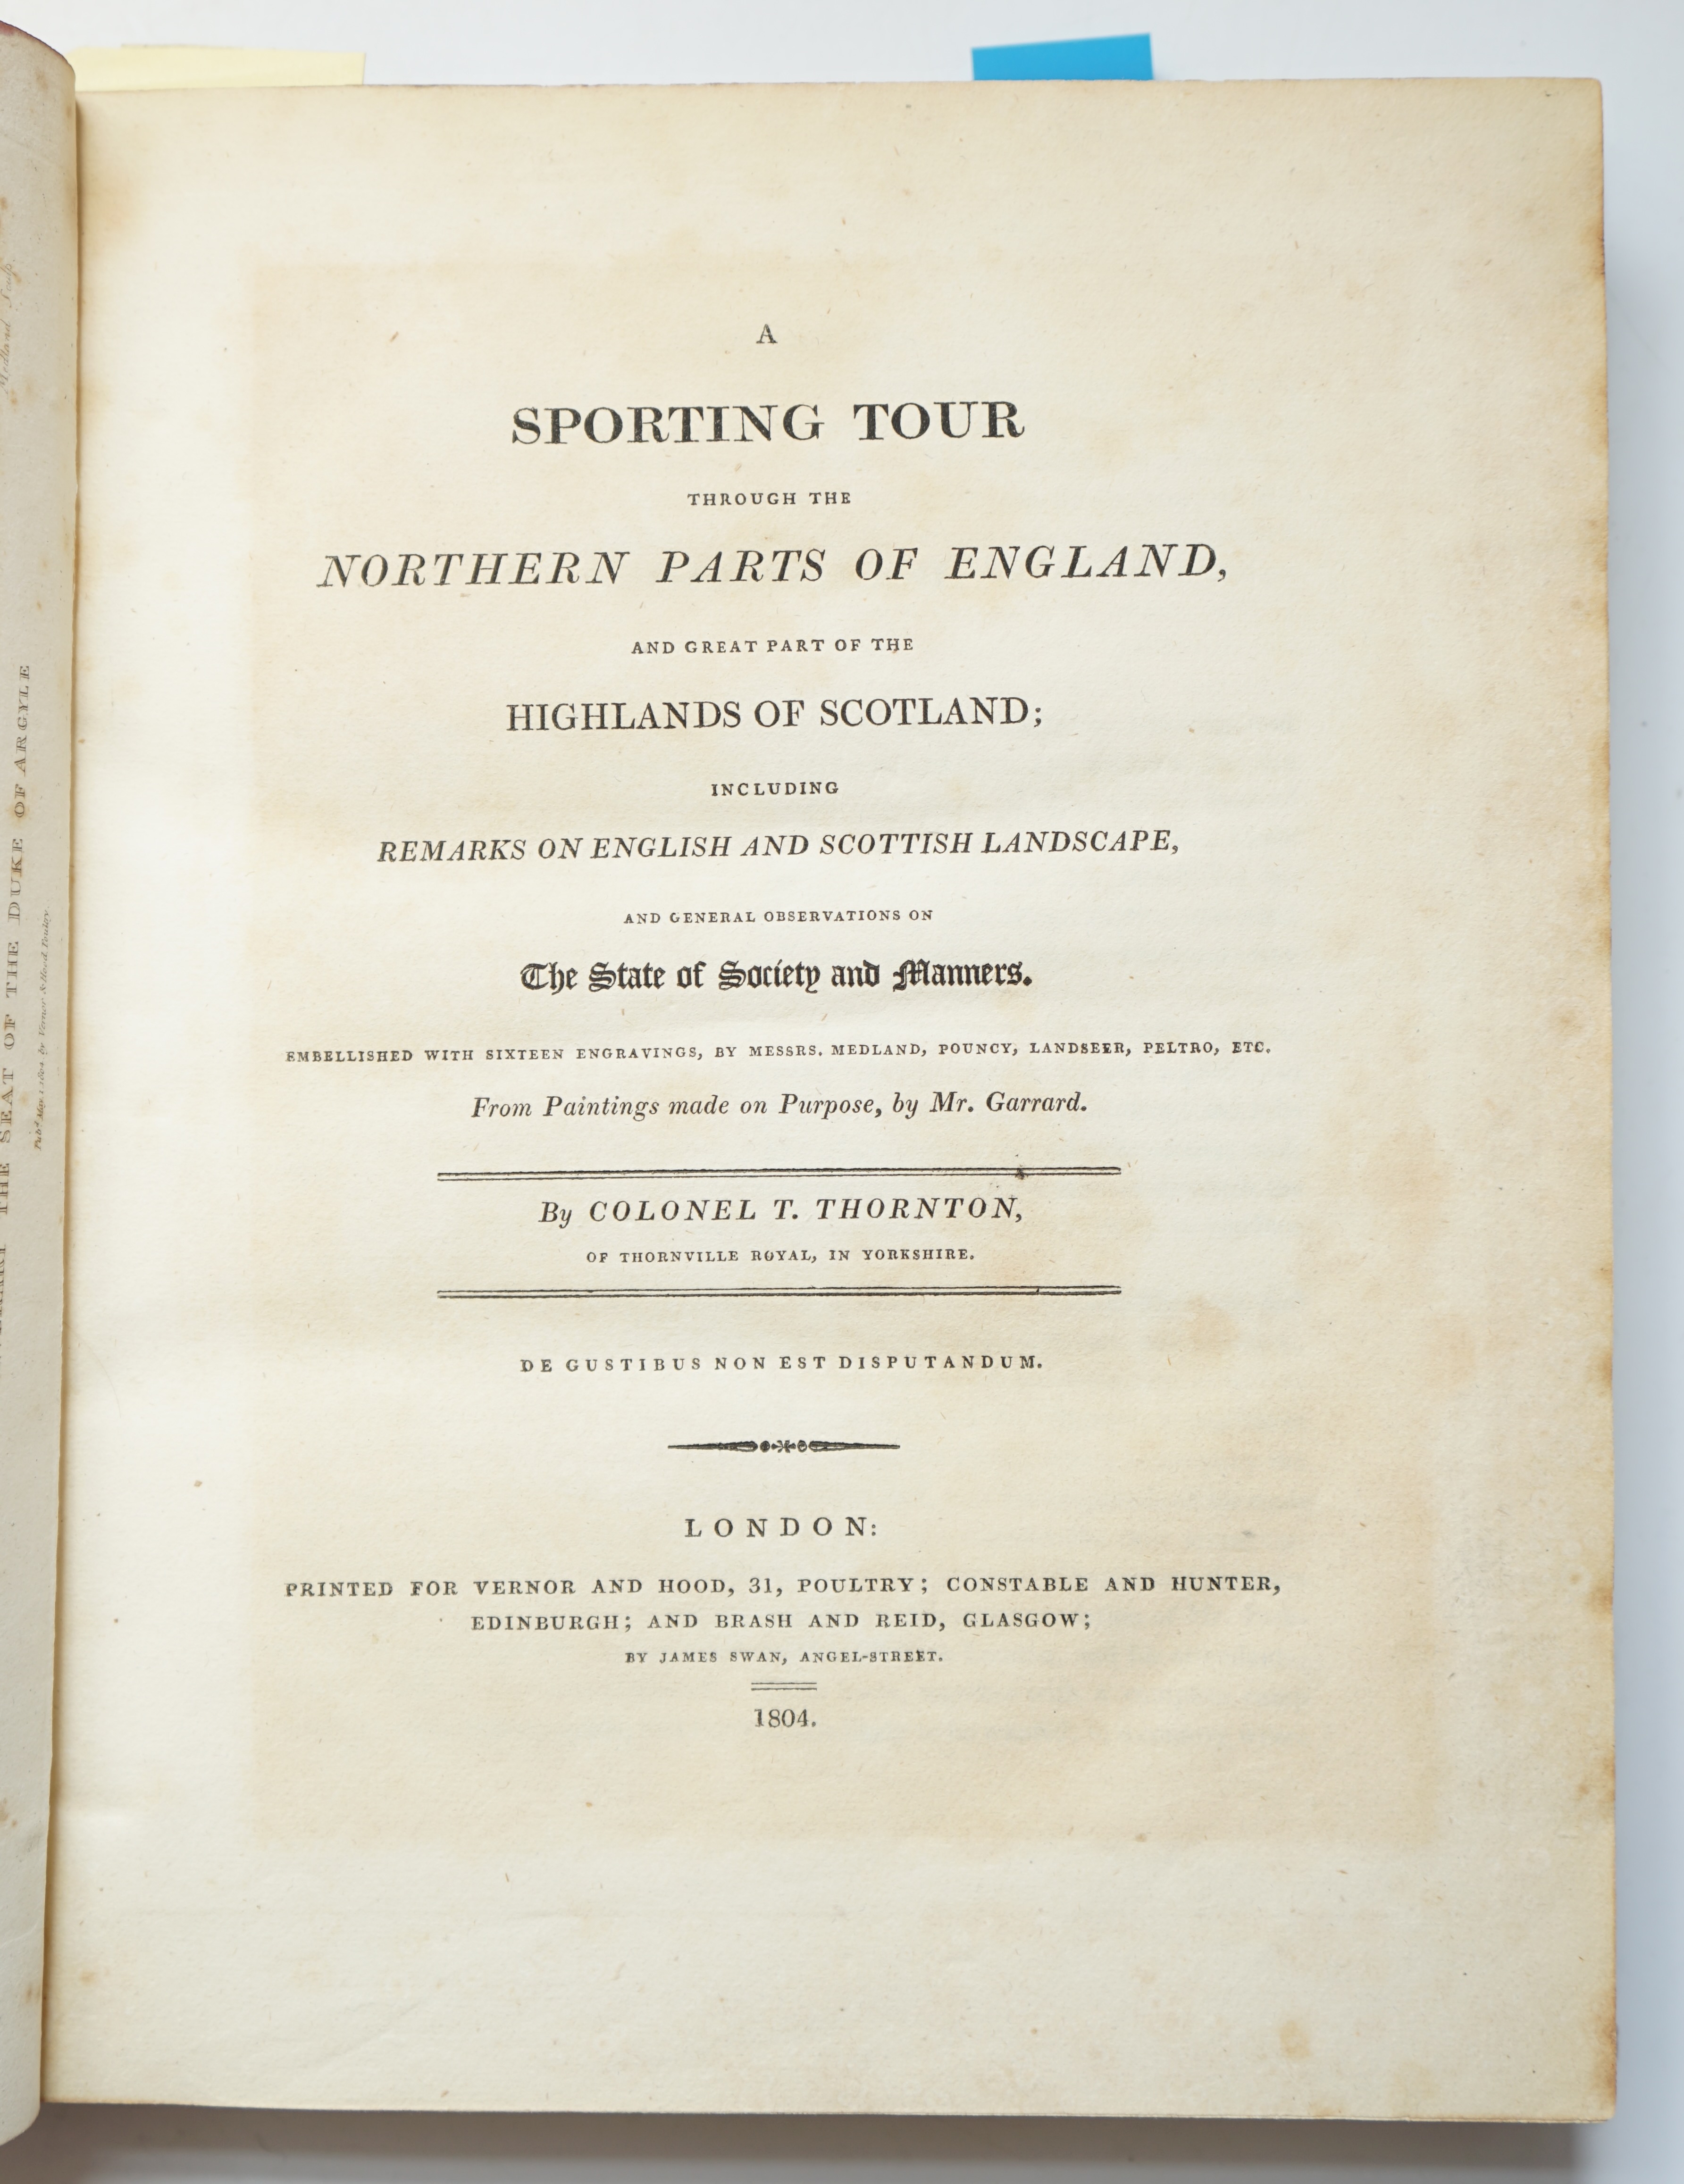 A
SPORTING TOUR
THROUGH THE
NORTHERN PARTS OF ENGLAND,
AND GREAT PART OF THE
HIGHLANDS OF SCOTLAND;
INCLUDING
REMARKS ON ENGLISH AND SCOTTISH LANDSCAPE,
AND GENERAL OBSERVATIONS ON
The State of Society and Manners.
EMBELLISHED WITH SIXTEEN ENGRAVINGS, BY MESSRS. MEDLAND, POUNCY, LANDSEER, PELTRO, ETC.
From Paintings made on Purpose, by Mr. Garrard.
By COLONEL T. THORNTON,
OF THORNVILLE ROYAL, IN YORKSHIRE.
DE GUSTIBUS NON EST DISPUTANDUM.
LONDON:
PRINTED FOR VERNOR AND HOOD, 31, POULTRY; CONSTABLE AND HUNTER,
EDINBURGH; AND BRASH AND REID, GLASGOW;
BY JAMES SWAN, ANGEL-STREET.
1804.
Medland Sculp.
THE SEAT OF THE DUKE OF ARGYLE